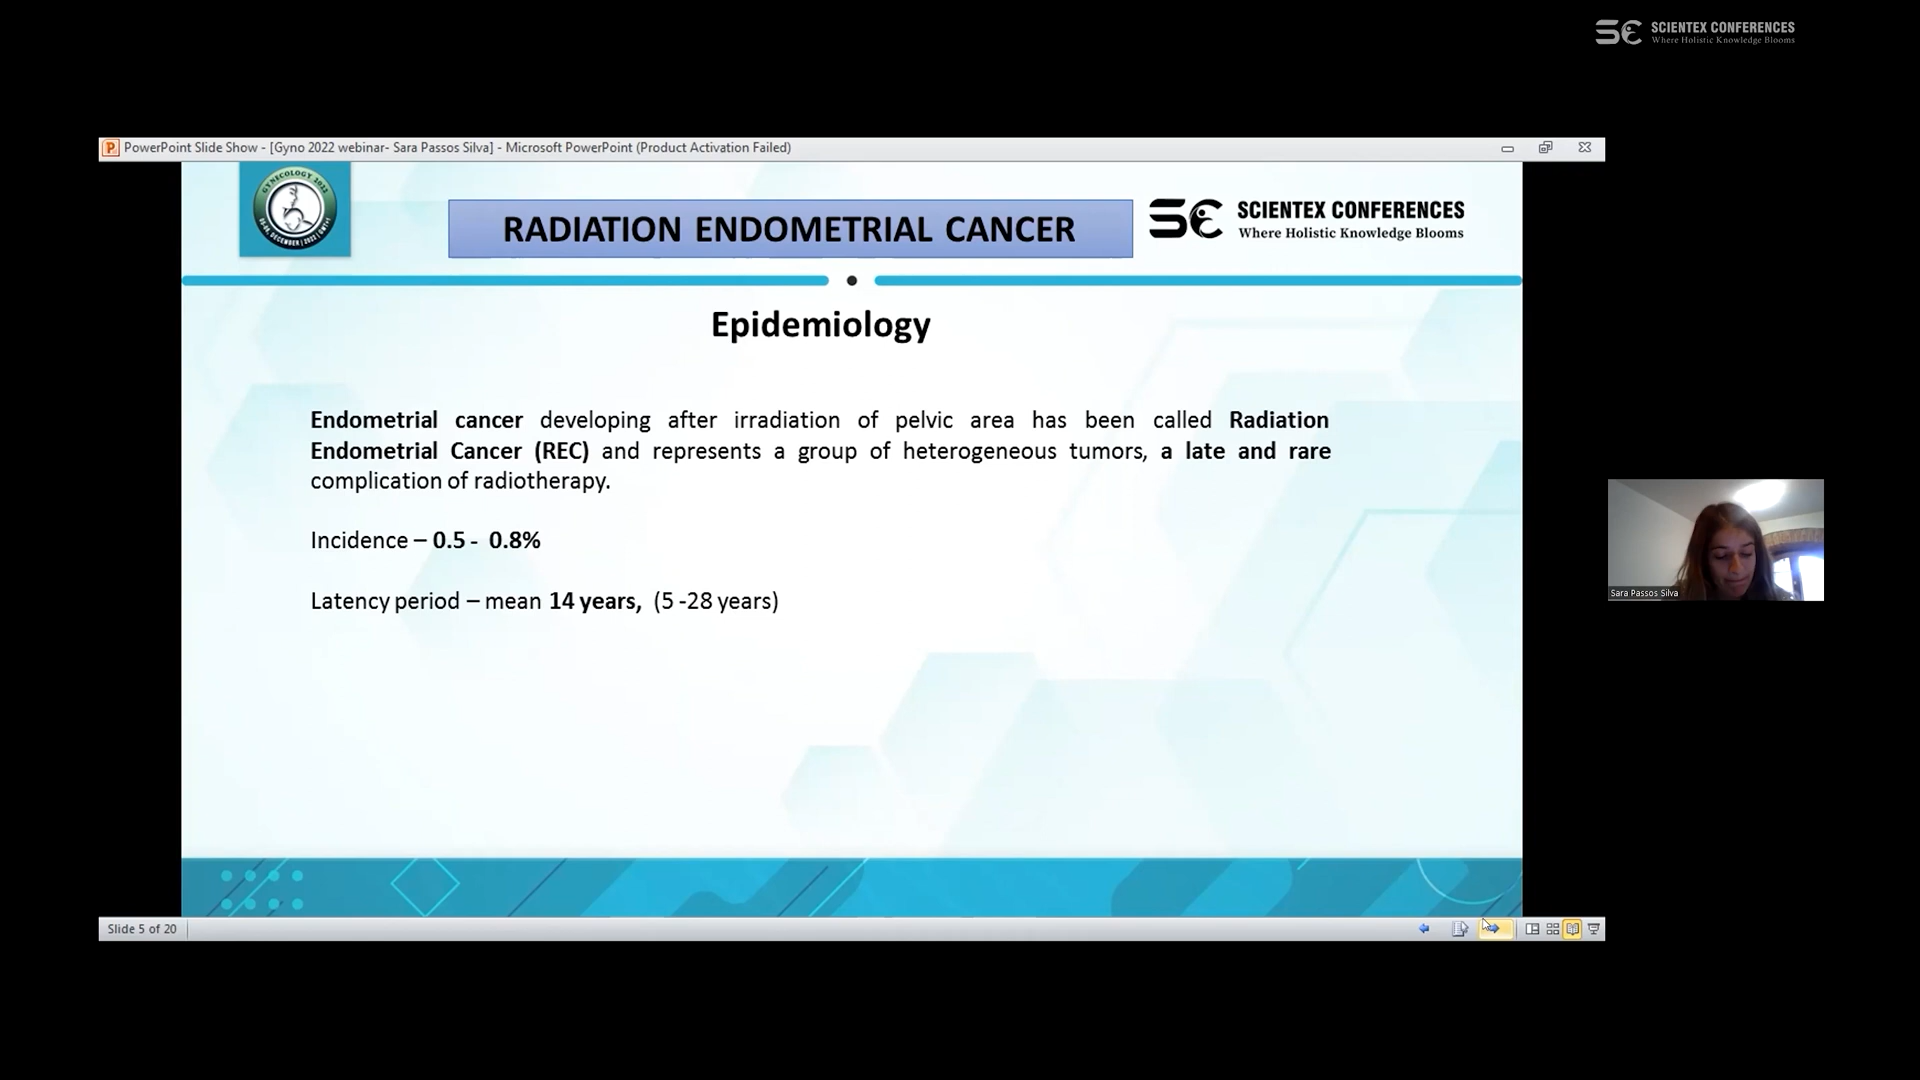 SCIENTEX CONFERENCES
Where Holistic Knowledge Blooms
PowerPoint Slide Show - [Gyno 2022 webinar- Sara Passos Silva] - Microsoft PowerPoint (Product Activation Failed)
GYNECOLOGY 2022
RADIATION ENDOMETRIAL CANCER
SCIENTEX CONFERENCES
Where Holistic Knowledge Blooms
Epidemiology
Endometrial cancer developing after irradiation of pelvic area has been called Radiation
Endometrial Cancer (REC) and represents a group of heterogeneous tumors, a late and rare
complication of radiotherapy.
Incidence – 0.5 - 0.8%
Latency period – mean 14 years, (5 -28 years)
Sara Passos Silva
Slide 5 of 20